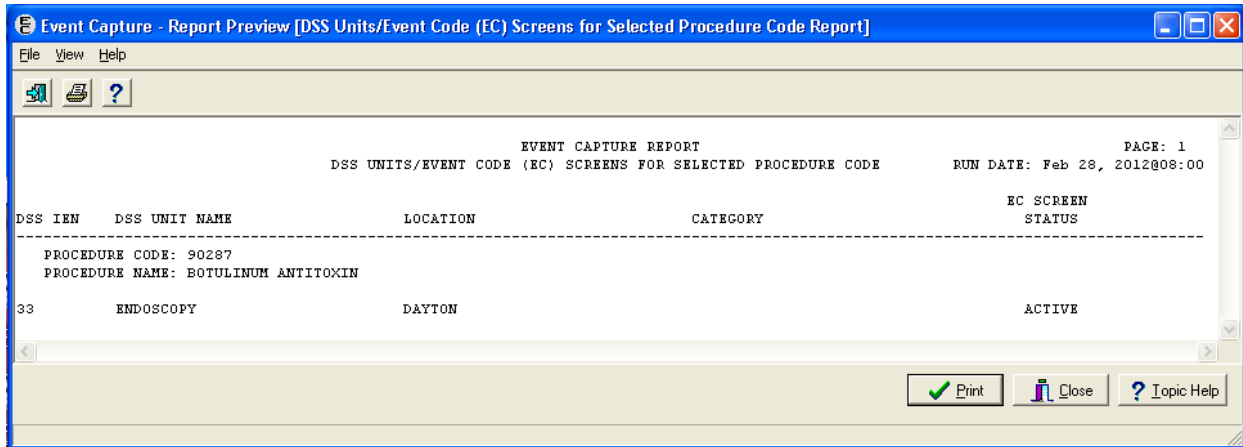 Event Capture - Report Preview [DSS Units/Event Code (EC) Screens for Selected Procedure Code Report]
File View Help
EVENT CAPTURE REPORT PAGE: 1
DSS UNITS/EVENT CODE (EC) SCREENS FOR SELECTED PROCEDURE CODE RUN DATE: Feb 28, 2012@08:00
EC SCREEN
DSS IEN DSS UNIT NAME LOCATION CATEGORY STATUS
PROCEDURE CODE: 90287
PROCEDURE NAME: BOTULINUM ANTITOXIN
33 ENDOSCOPY DAYTON ACTIVE
Print Close Topic Help